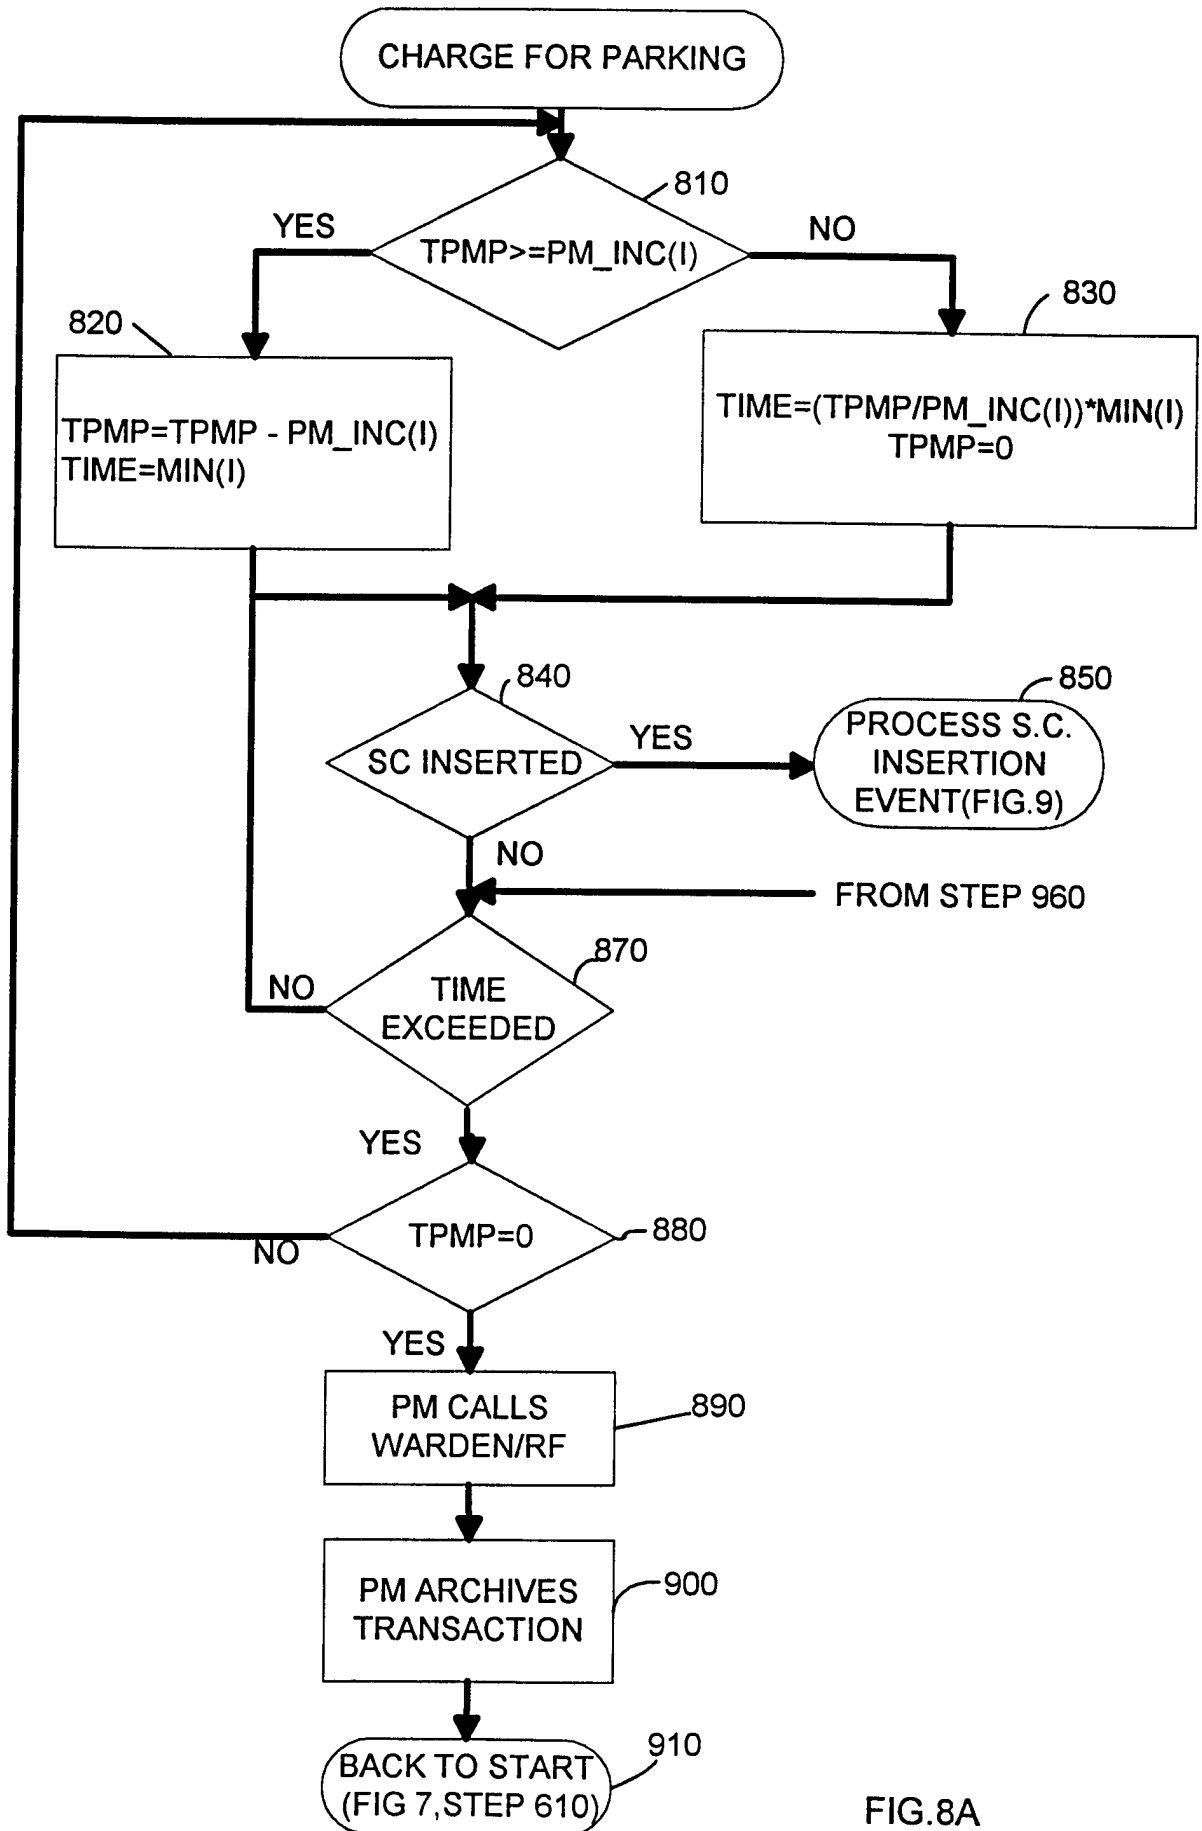 CHARGE FOR PARKING
810
YES
TPMP>=PM_INC(I)
NO
820
830
TPMP=TPMP - PM_INC(I)
TIME=MIN(I)
TIME=(TPMP/PM_INC(I))*MIN(I)
TPMP=0
840
SC INSERTED
YES
850
PROCESS S.C.
INSERTION
EVENT(FIG.9)
NO
FROM STEP 960
870
TIME
EXCEEDED
NO
YES
TPMP=0
880
NO
YES
PM CALLS
WARDEN/RF
890
PM ARCHIVES
TRANSACTION
900
BACK TO START
(FIG 7,STEP 610)
910
FIG.8A